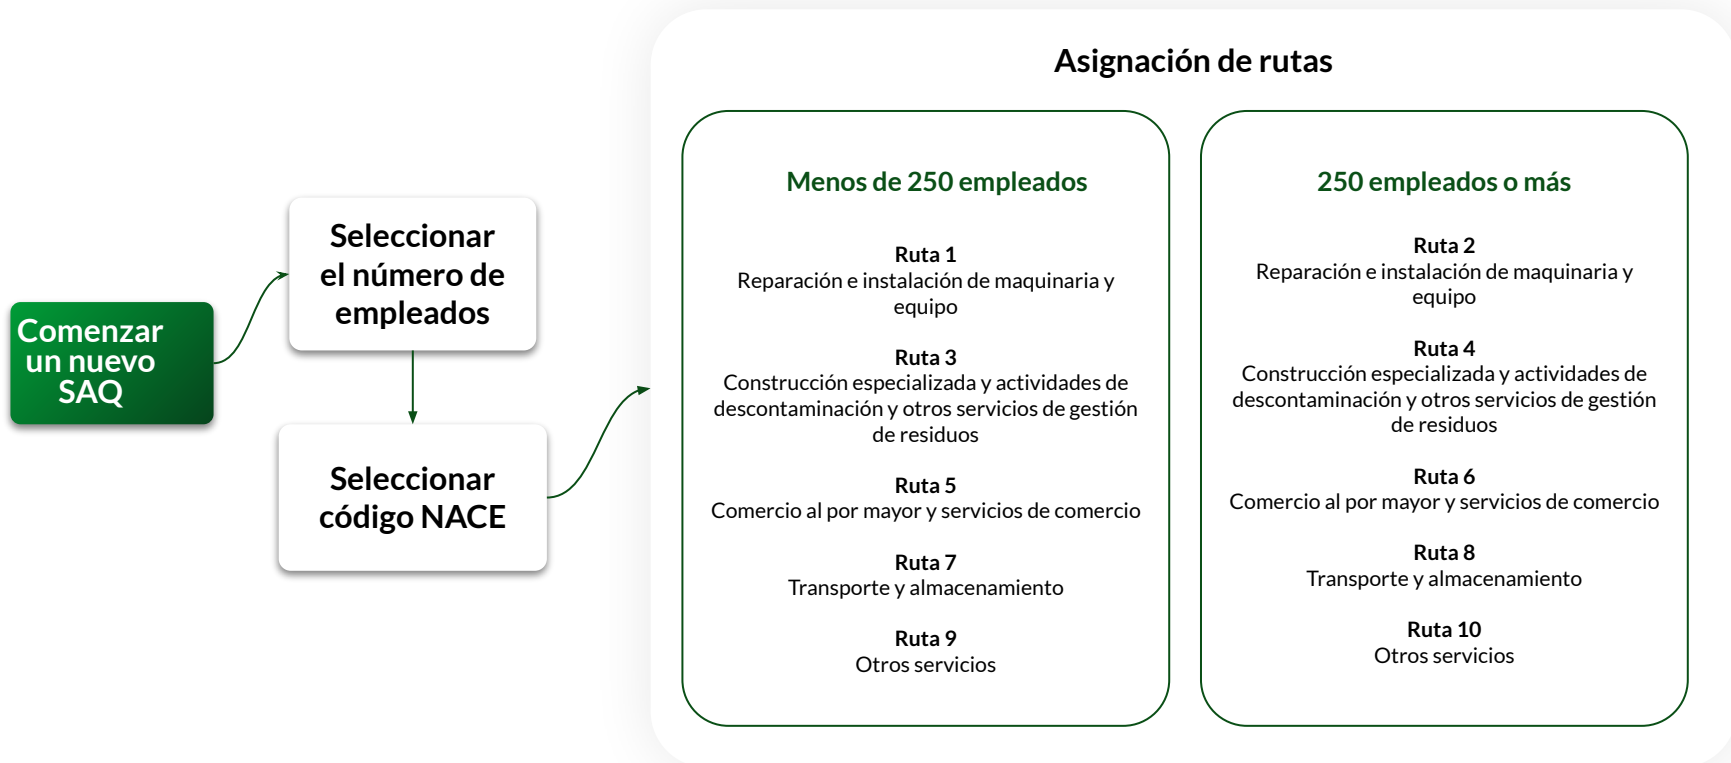 Comenzar
un nuevo
SAQ
Seleccionar
el número de
empleados
Seleccionar
código NACE
Asignación de rutas
Menos de 250 empleados
Ruta 1
Reparación e instalación de maquinaria y
equipo
Ruta 3
Construcción especializada y actividades de
descontaminación y otros servicios de gestión
de residuos
Ruta 5
Comercio al por mayor y servicios de comercio
Ruta 7
Transporte y almacenamiento
Ruta 9
Otros servicios
250 empleados o más
Ruta 2
Reparación e instalación de maquinaria y
equipo
Ruta 4
Construcción especializada y actividades de
descontaminación y otros servicios de gestión
de residuos
Ruta 6
Comercio al por mayor y servicios de comercio
Ruta 8
Transporte y almacenamiento
Ruta 10
Otros servicios